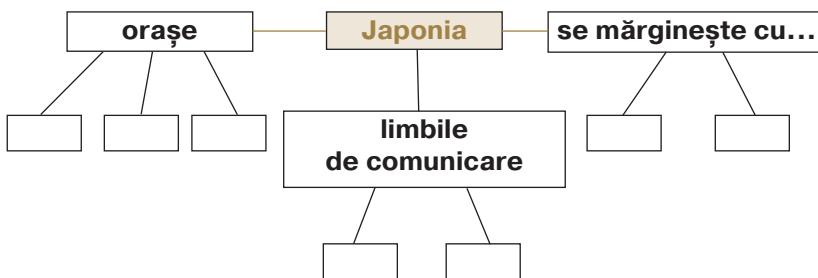 orașe
Japonia
se mărginește cu...
limbile
de comunicare